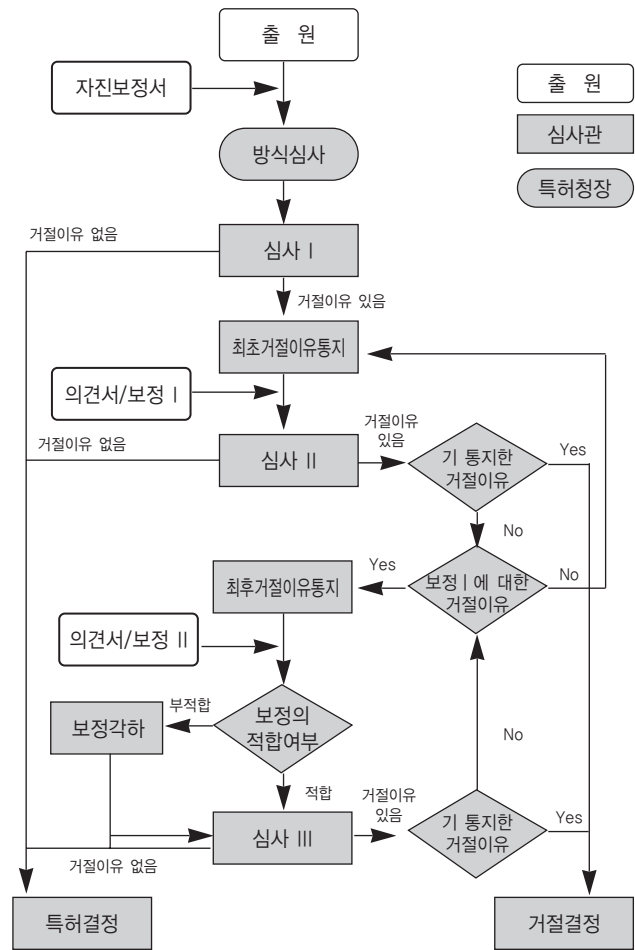 출 원
자진보정서
출 원
심사관
방식심사
특허청장
거절이유 없음
심사 Ⅰ
거절이유 있음
최초거절이유통지
의견서/보정 Ⅰ
거절이유
있음
거절이유 없음
심사 Ⅱ
기 통지한
거절이유
Yes
No
Yes
최후거절이유통지
보정Ⅰ에 대한
거절이유
No
의견서/보정 Ⅱ
부적합
보정의
적합여부
보정각하
No
적합
거절이유
있음
심사 Ⅲ
기 통지한
거절이유
Yes
거절이유 없음
특허결정
거절결정